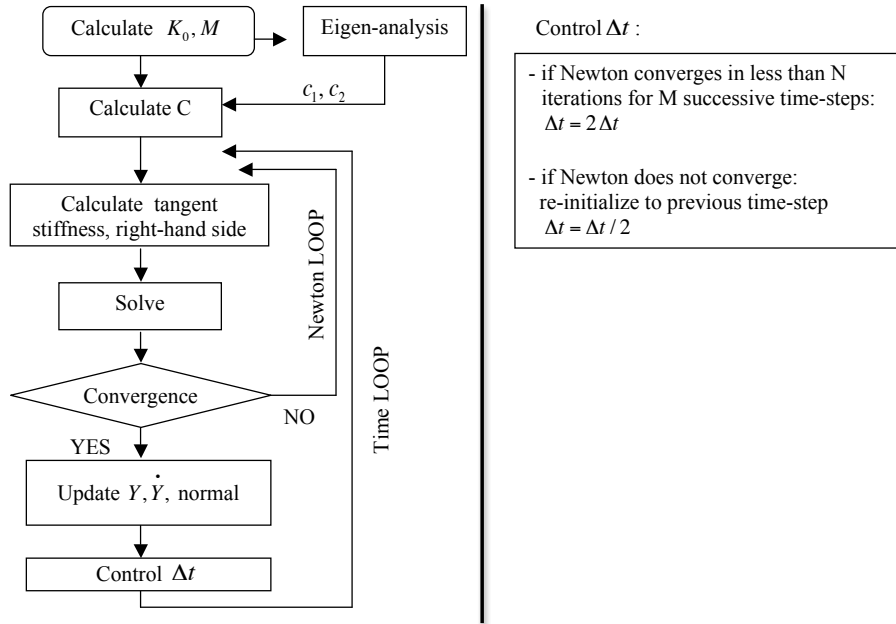 Calculate K₀, M
Eigen-analysis
c₁, c₂
Calculate C
Calculate tangent
stiffness, right-hand side
Solve
Convergence
NO
YES
Newton LOOP
Time LOOP
Update Y, Ẏ, normal
Control Δt
Control Δt :
- if Newton converges in less than N
iterations for M successive time-steps:
Δt = 2 Δt
- if Newton does not converge:
re-initialize to previous time-step
Δt = Δt / 2